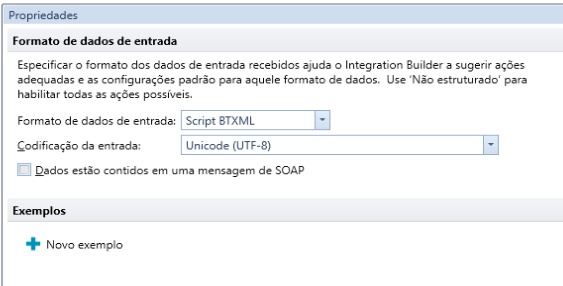 Propriedades
Formato de dados de entrada
Especificar o formato dos dados de entrada recebidos ajuda o Integration Builder a sugerir ações
adequadas e as configurações padrão para aquele formato de dados. Use 'Não estruturado' para
habilitar todas as ações possíveis.
Formato de dados de entrada: Script BTXML
Codificação da entrada: Unicode (UTF-8)
Dados estão contidos em uma mensagem de SOAP
Exemplos
Novo exemplo